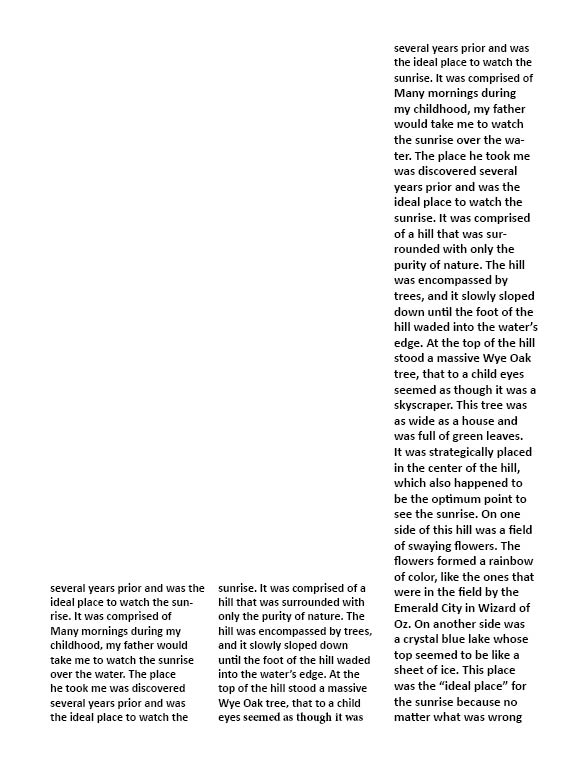 several years prior and was the
ideal place to watch the sun-
rise. It was comprised of
Many mornings during my
childhood, my father would
take me to watch the sunrise
over the water. The place
he took me was discovered
several years prior and was
the ideal place to watch the
sunrise. It was comprised of a
hill that was surrounded with
only the purity of nature. The
hill was encompassed by trees,
and it slowly sloped down
until the foot of the hill waded
into the water’s edge. At the
top of the hill stood a massive
Wye Oak tree, that to a child
eyes seemed as though it was
several years prior and was
the ideal place to watch the
sunrise. It was comprised of
Many mornings during
my childhood, my father
would take me to watch
the sunrise over the wa-
ter. The place he took me
was discovered several
years prior and was the
ideal place to watch the
sunrise. It was comprised
of a hill that was sur-
rounded with only the
purity of nature. The hill
was encompassed by
trees, and it slowly sloped
down until the foot of the
hill waded into the water’s
edge. At the top of the hill
stood a massive Wye Oak
tree, that to a child eyes
seemed as though it was a
skyscraper. This tree was
as wide as a house and
was full of green leaves.
It was strategically placed
in the center of the hill,
which also happened to
be the optimum point to
see the sunrise. On one
side of this hill was a field
of swaying flowers. The
flowers formed a rainbow
of color, like the ones that
were in the field by the
Emerald City in Wizard of
Oz. On another side was
a crystal blue lake whose
top seemed to be like a
sheet of ice. This place
was the “ideal place” for
the sunrise because no
matter what was wrong